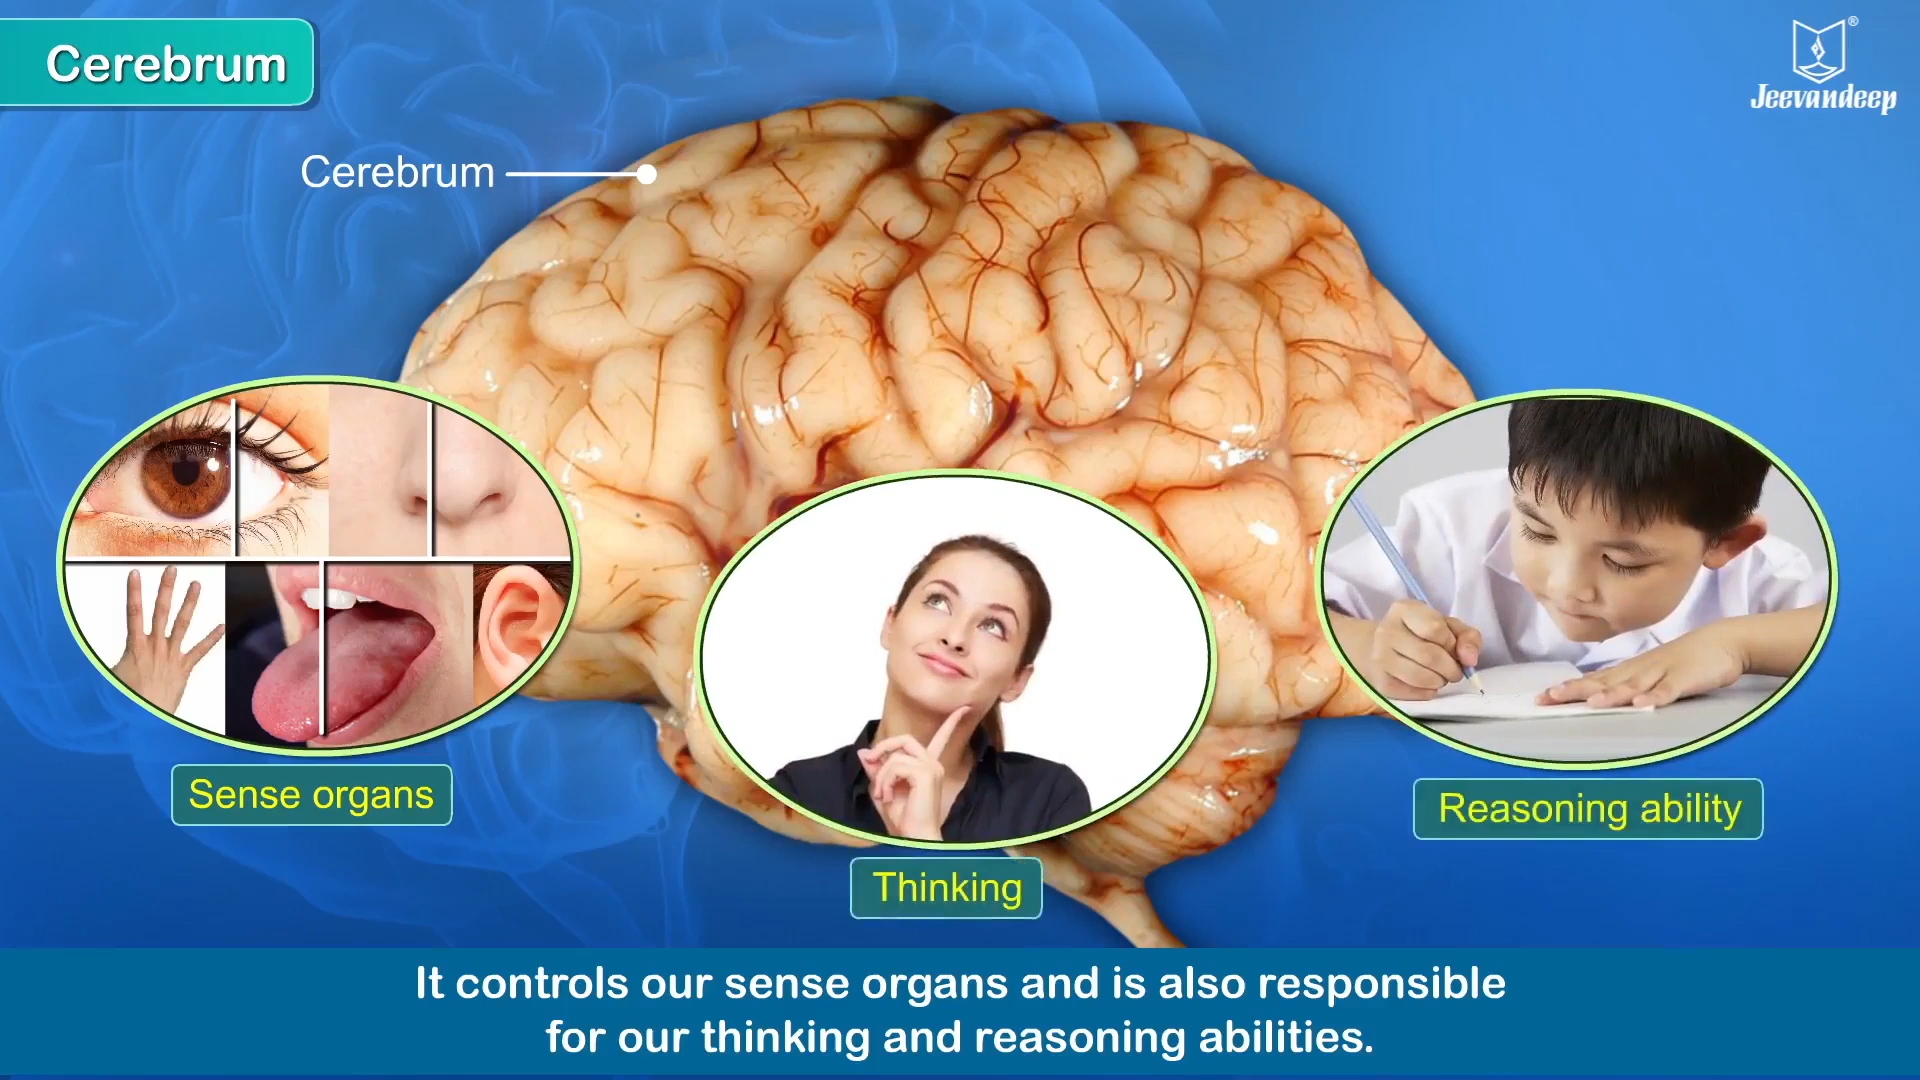 Cerebrum
Jeevandeep®
Cerebrum
Sense organs
Thinking
Reasoning ability
It controls our sense organs and is also responsible
for our thinking and reasoning abilities.